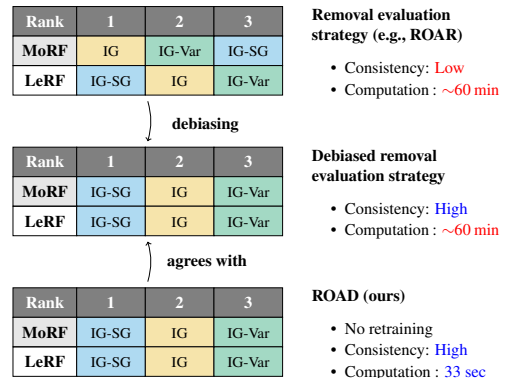 Rank 1 2 3
MoRF IG IG-Var IG-SG
LeRF IG-SG IG IG-Var
Removal evaluation
strategy (e.g., ROAR)
• Consistency: Low
• Computation : ~60 min
debiasing
Rank 1 2 3
MoRF IG-SG IG IG-Var
LeRF IG-SG IG IG-Var
Debiased removal
evaluation strategy
• Consistency: High
• Computation : ~60 min
agrees with
Rank 1 2 3
MoRF IG-SG IG IG-Var
LeRF IG-SG IG IG-Var
ROAD (ours)
• No retraining
• Consistency: High
• Computation : 33 sec